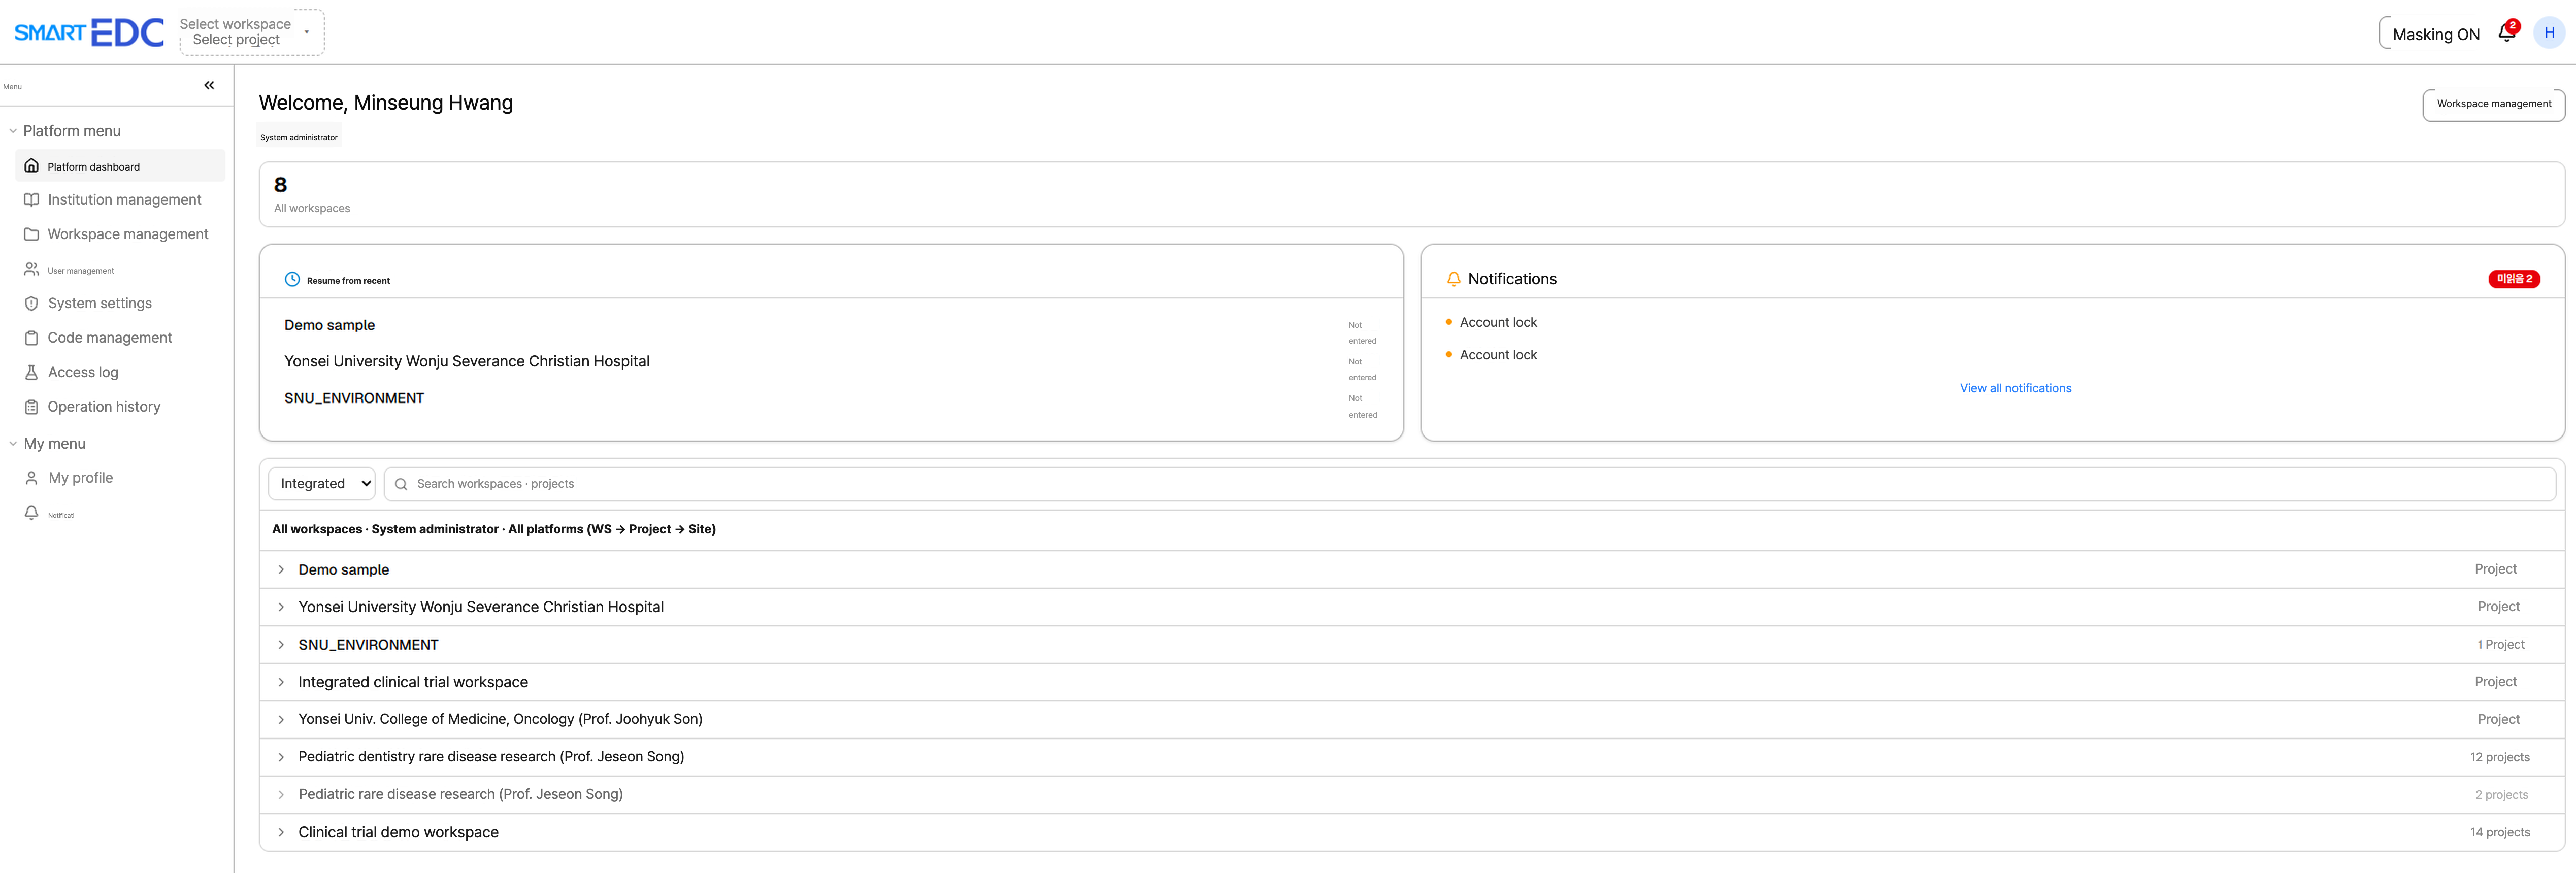 SMART EDC
Select workspace
Select project
Masking ON
2
H
Menu
Platform menu
Platform dashboard
Institution management
Workspace management
User management
System settings
Code management
Access log
Operation history
My menu
My profile
Notificat
Welcome, Minseung Hwang
System administrator
Workspace management
8
All workspaces
Resume from recent
Demo sample
Not
entered
Yonsei University Wonju Severance Christian Hospital
Not
entered
SNU_ENVIRONMENT
Not
entered
Notifications
미읽음 2
Account lock
Account lock
View all notifications
Integrated
Search workspaces · projects
All workspaces · System administrator · All platforms (WS → Project → Site)
Demo sample Project
Yonsei University Wonju Severance Christian Hospital Project
SNU_ENVIRONMENT 1 Project
Integrated clinical trial workspace Project
Yonsei Univ. College of Medicine, Oncology (Prof. Joohyuk Son) Project
Pediatric dentistry rare disease research (Prof. Jeseon Song) 12 projects
Pediatric rare disease research (Prof. Jeseon Song) 2 projects
Clinical trial demo workspace 14 projects